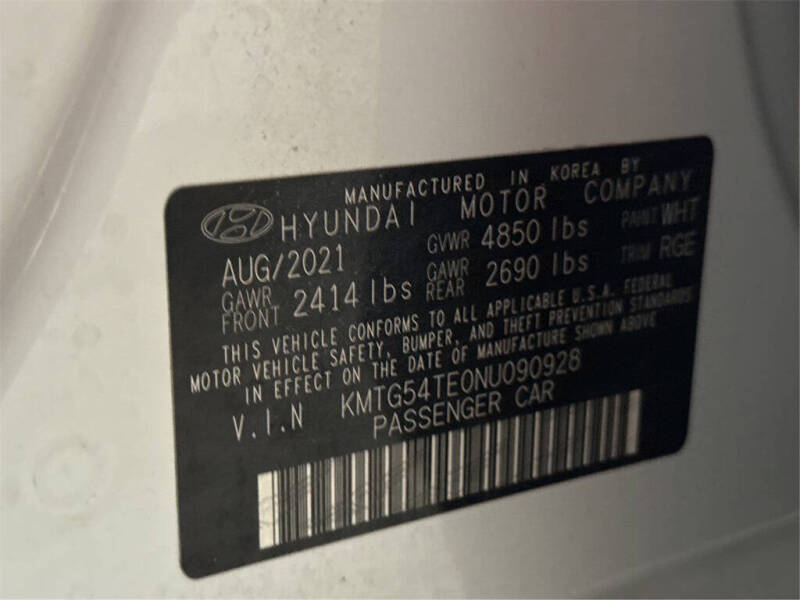 MANUFACTURED IN KOREA BY
HYUNDAI MOTOR COMPANY
AUG/2021 GVWR 4850 lbs PAINT WHT
GAWR FRONT 2414 lbs GAWR REAR 2690 lbs TRIM RGE
THIS VEHICLE CONFORMS TO ALL APPLICABLE U.S.A. FEDERAL
MOTOR VEHICLE SAFETY, BUMPER, AND THEFT PREVENTION STANDARDS
IN EFFECT ON THE DATE OF MANUFACTURE SHOWN ABOVE
V.I.N KMTG54TE0NU090928
PASSENGER CAR